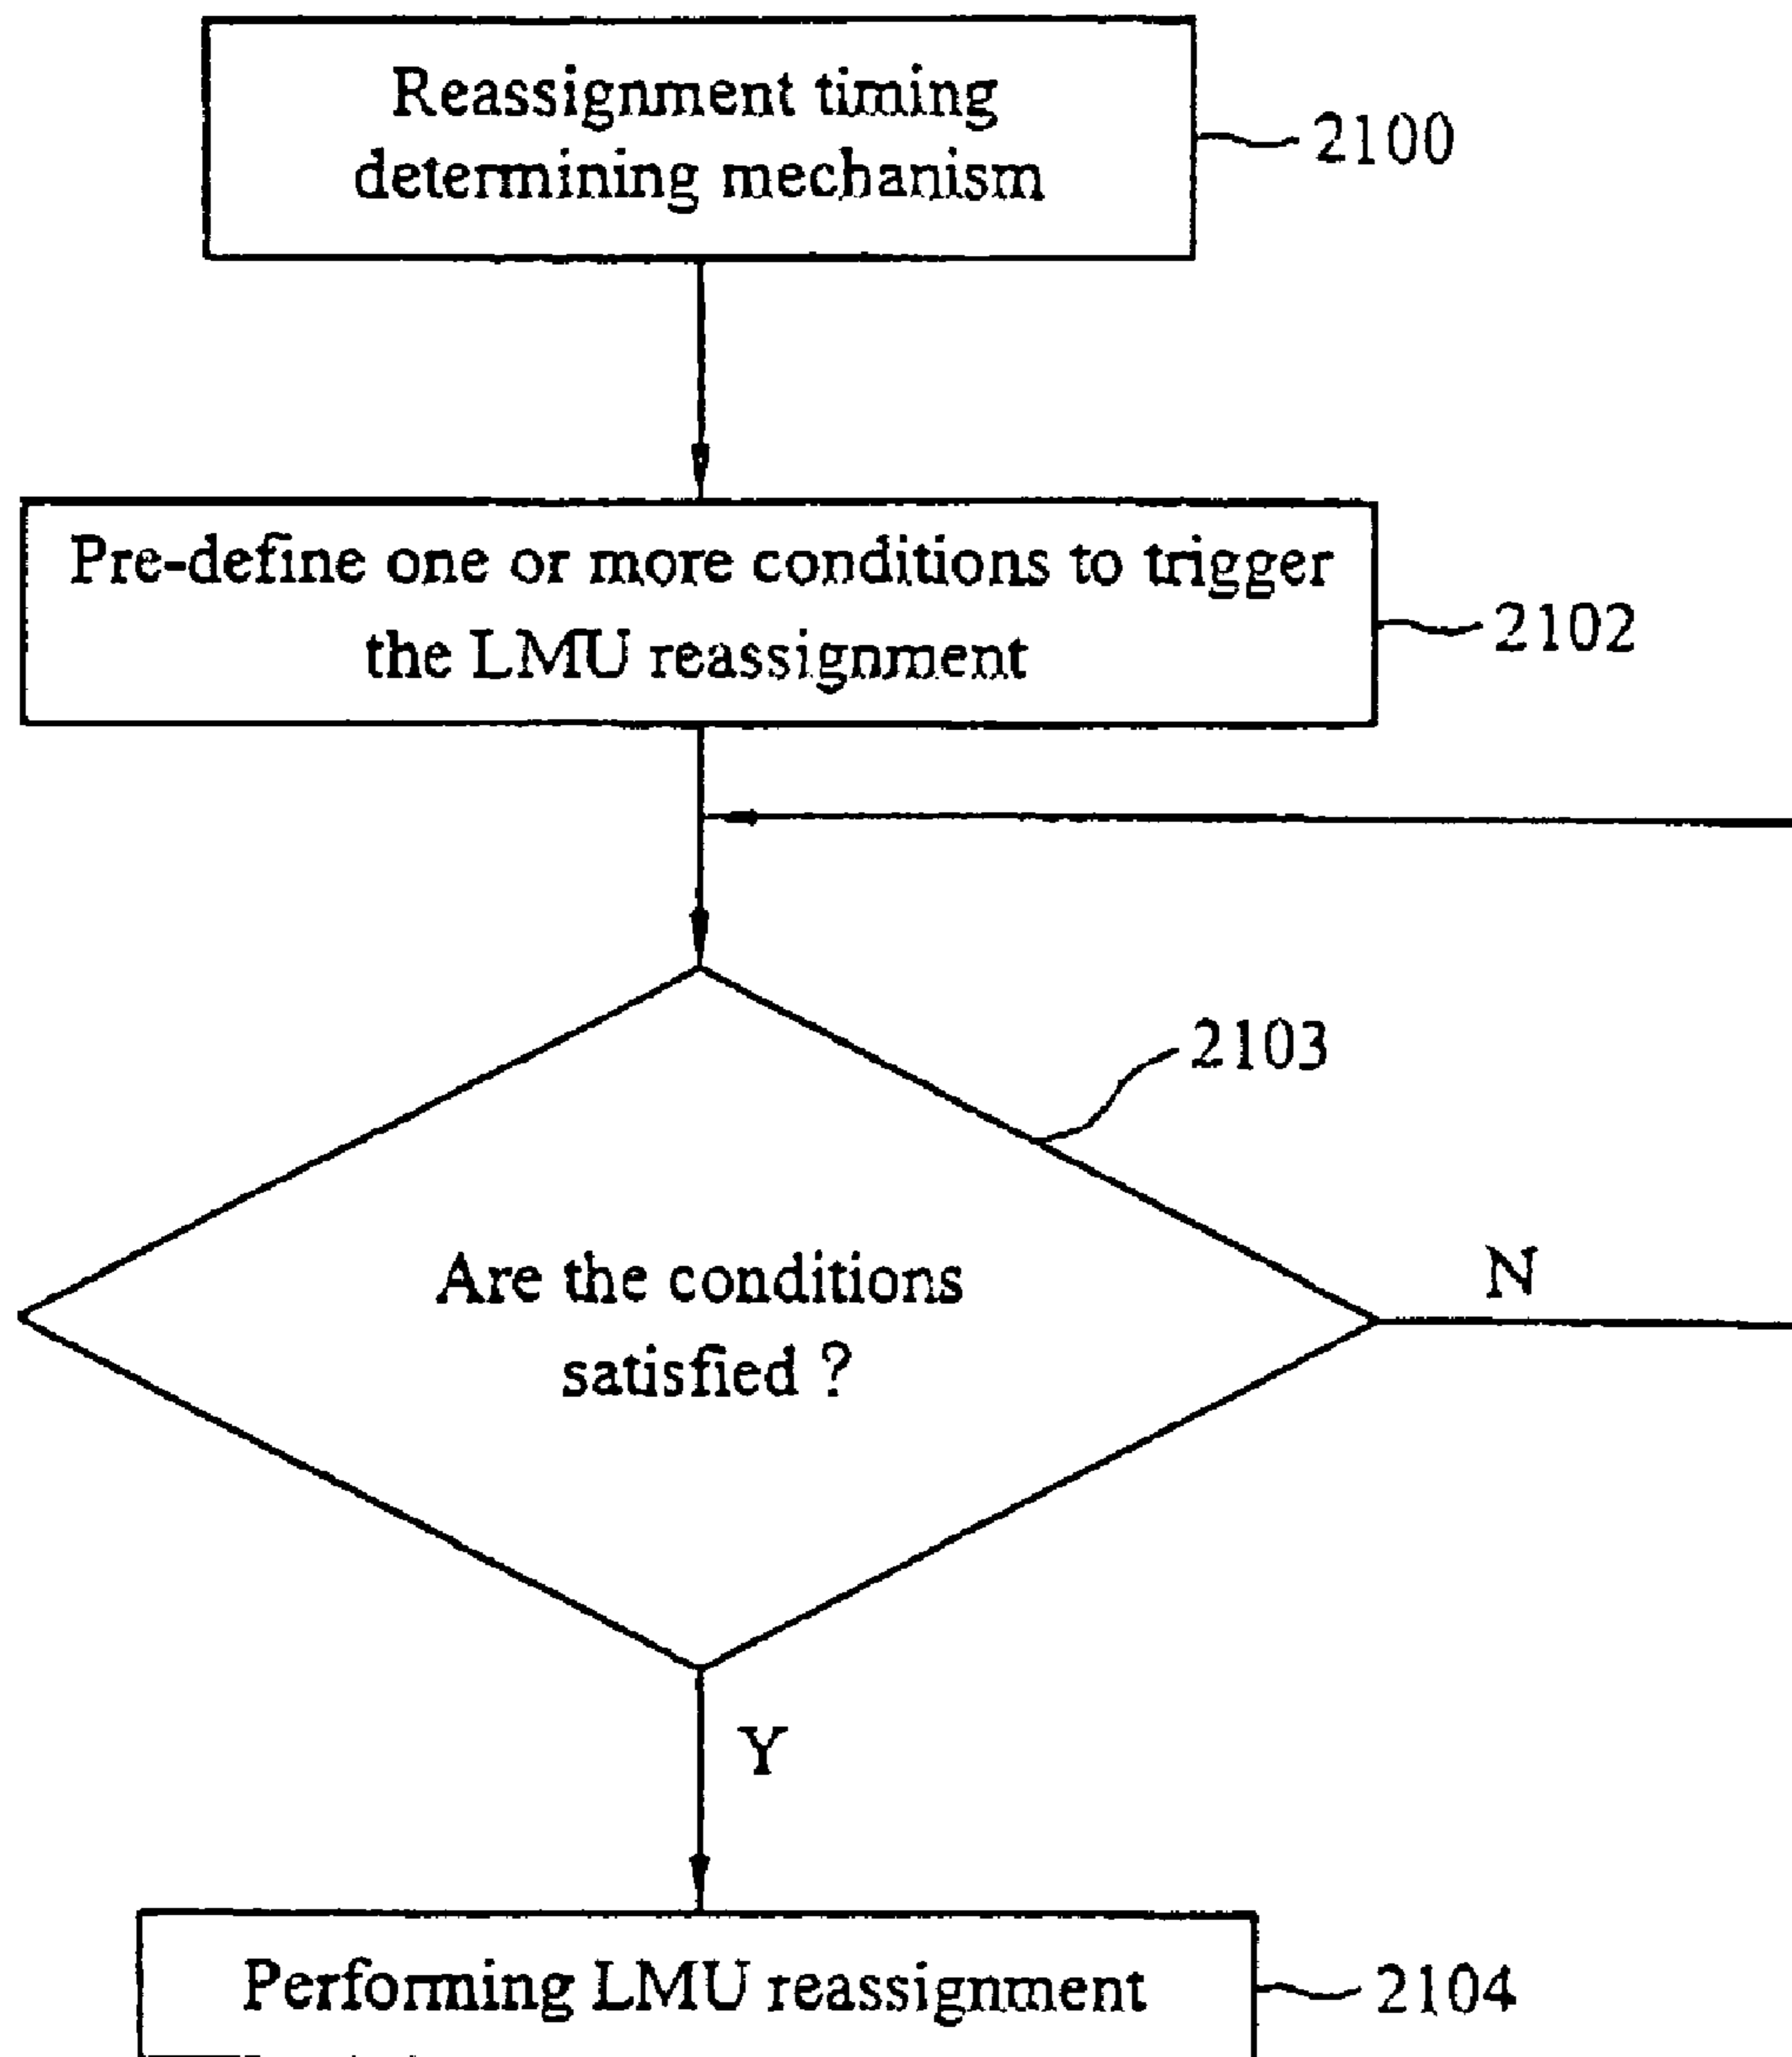 Reassignment timing
determining mechanism
2100
Pre-define one or more conditions to trigger
the LMU reassignment
2102
2103
Are the conditions
satisfied ?
N
Y
Performing LMU reassignment
2104